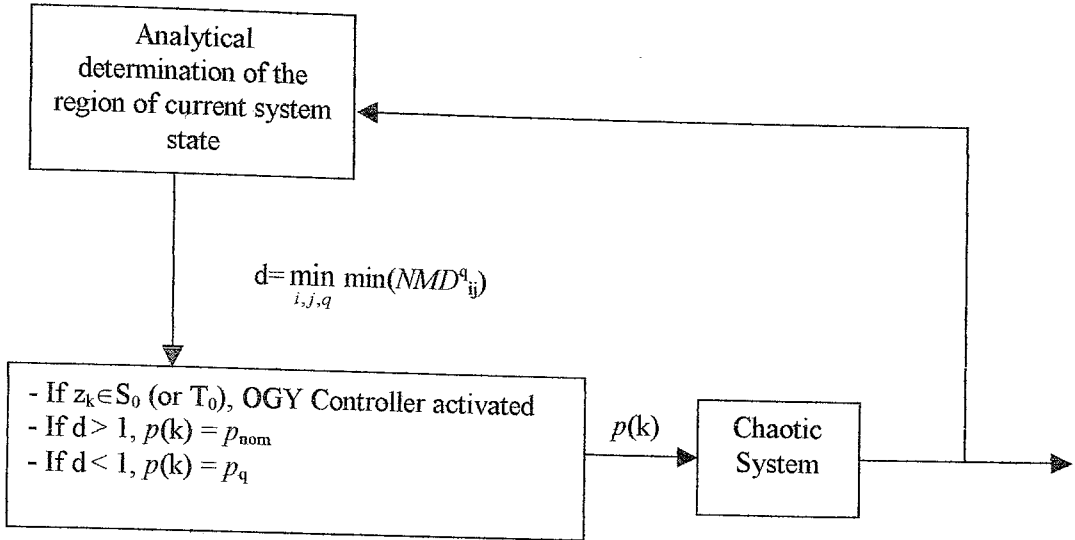 Analytical
determination of the
region of current system
state
d= min min(NMD^q_ij)
i,j,q
- If z_k∈S_0 (or T_0), OGY Controller activated
- If d > 1, p(k) = p_nom
- If d < 1, p(k) = p_q
p(k)
Chaotic
System